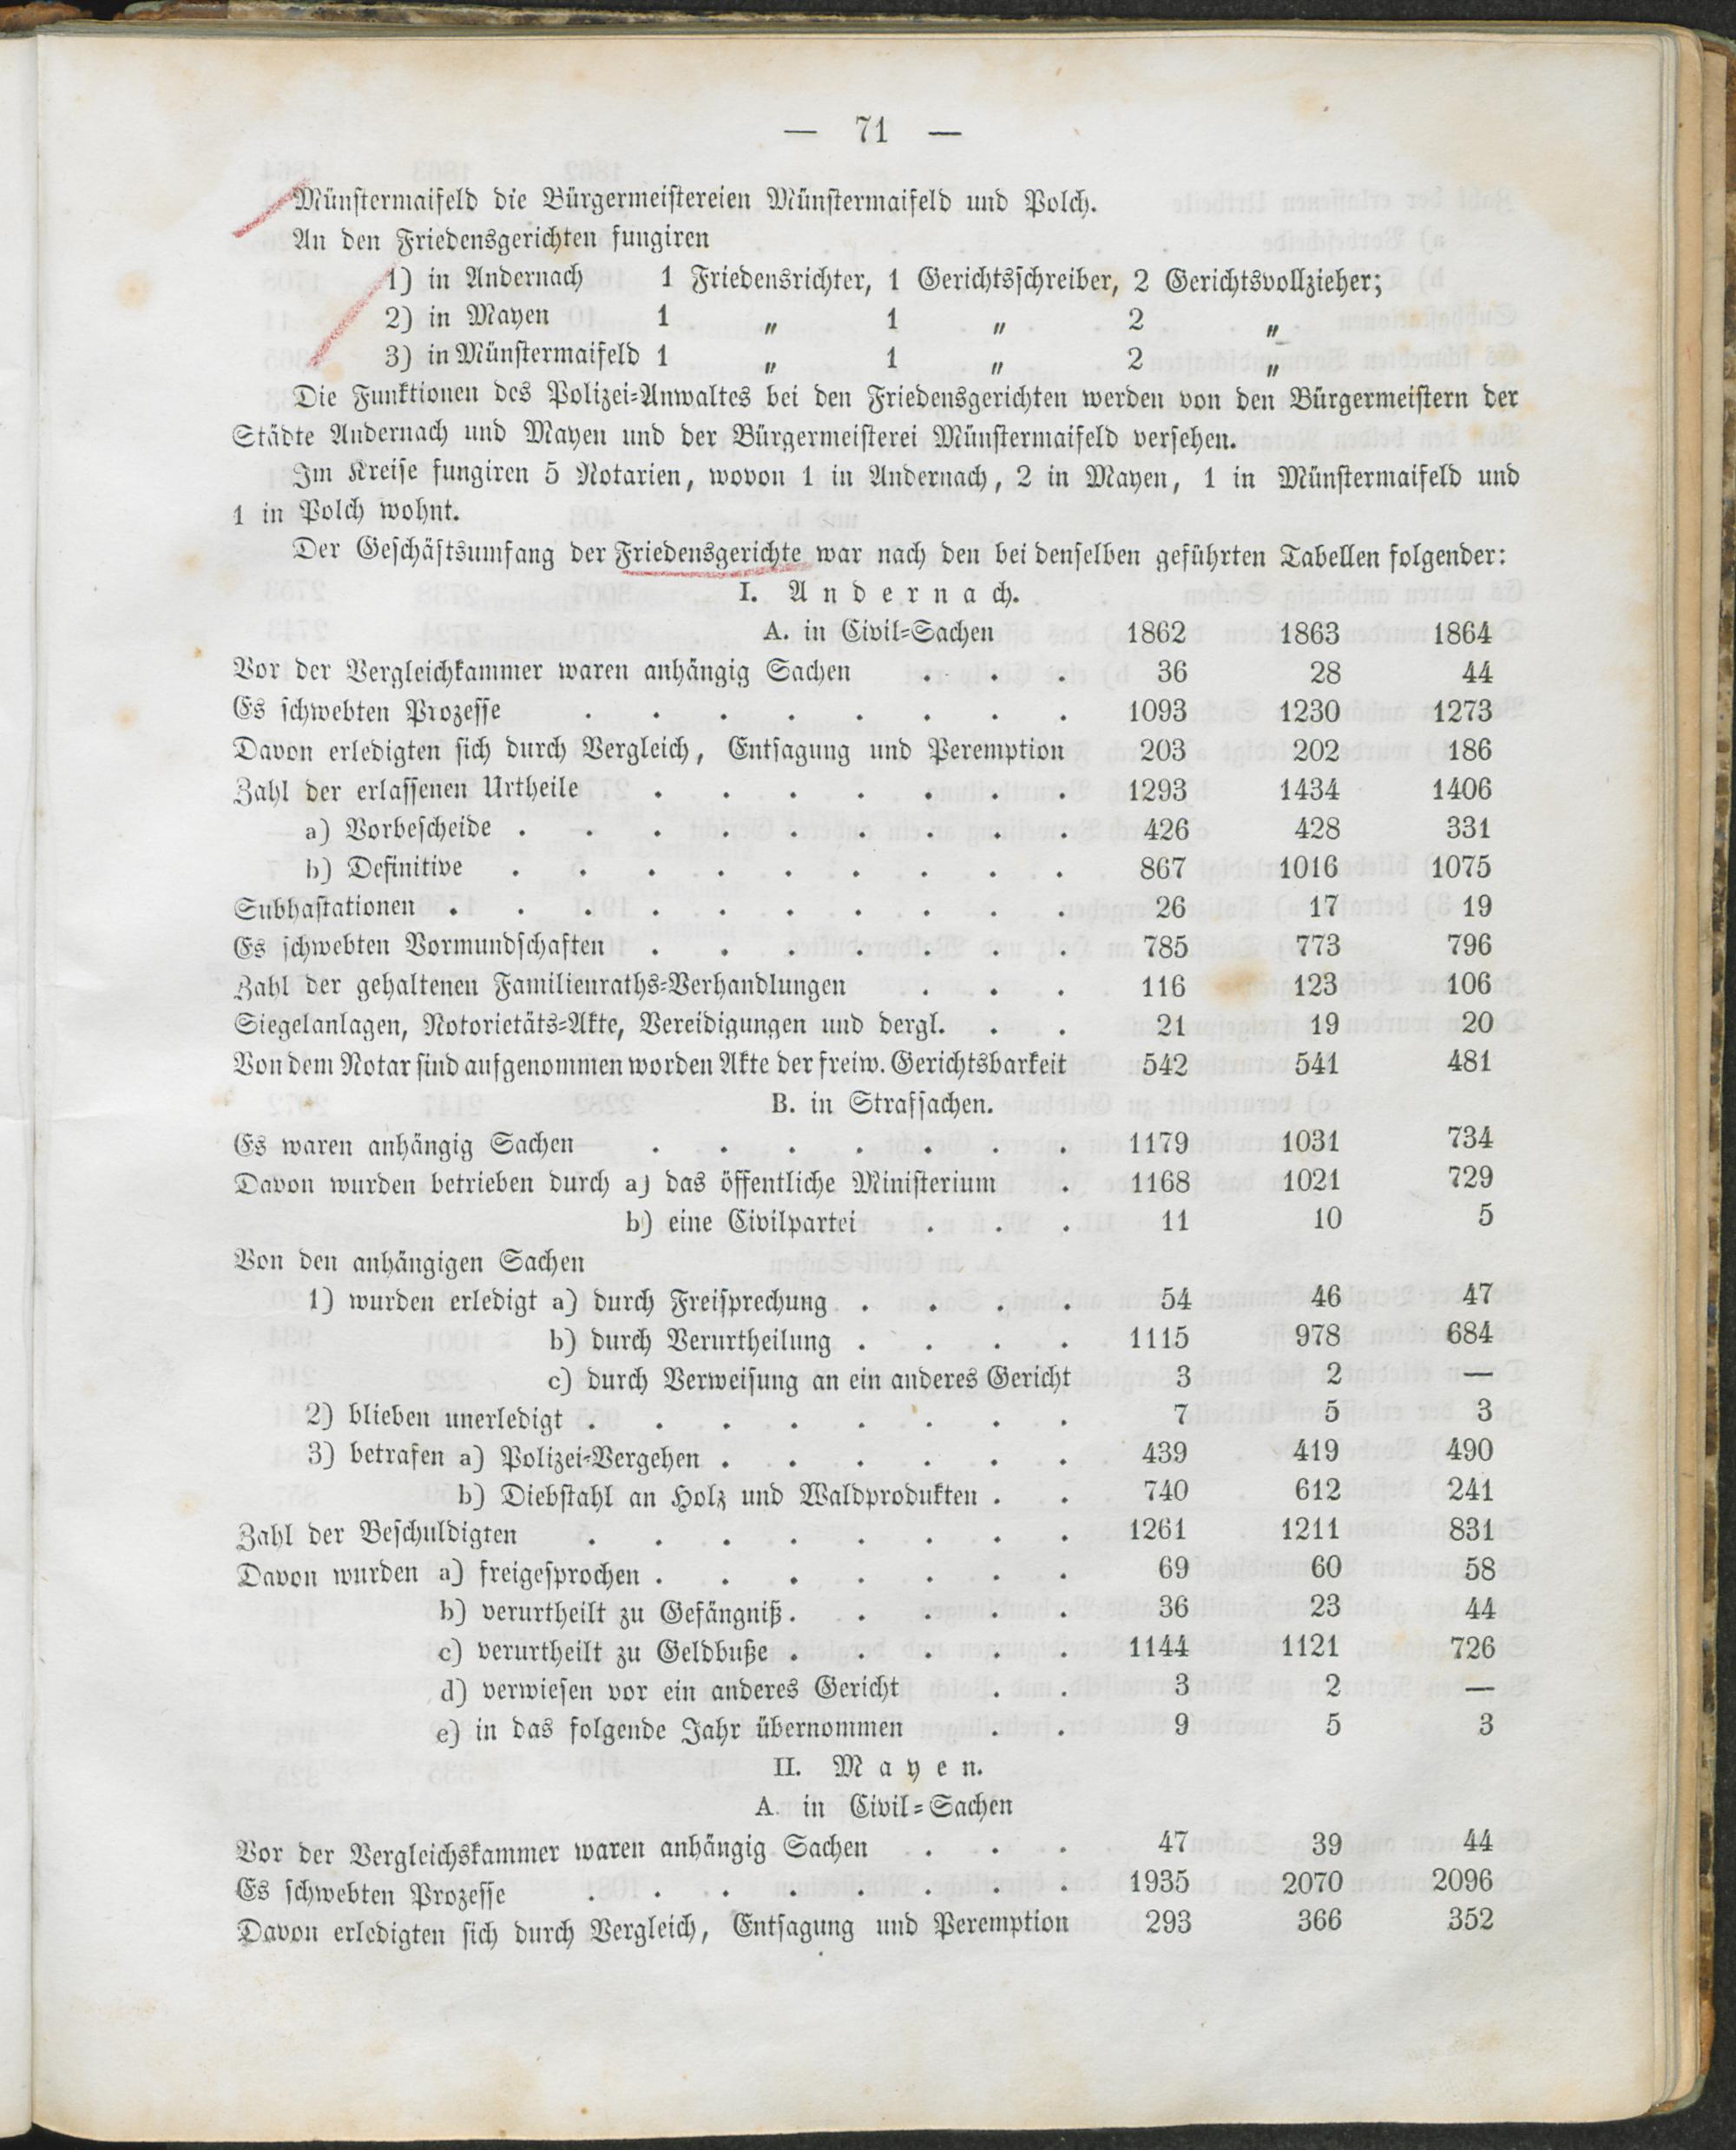 — 71 —
Münstermaifeld die Bürgermeistereien Münstermaifeld und Polch.
An den Friedensgerichten fungiren
1) in Andernach 1 Friedensrichter, 1 Gerichtsschreiber, 2 Gerichtsvollzieher;
2) in Mayen 1 „ 1 „ 2 „
3) in Münstermaifeld 1 „ 1 „ 2 „
Die Funktionen des Polizei-Anwaltes bei den Friedensgerichten werden von den Bürgermeistern der
Städte Andernach und Mayen und der Bürgermeisterei Münstermaifeld versehen.
Im Kreise fungiren 5 Notarien, wovon 1 in Andernach, 2 in Mayen, 1 in Münstermaifeld und
1 in Polch wohnt.
Der Geschäftsumfang der Friedensgerichte war nach den bei denselben geführten Tabellen folgender:
I. Andernach.
A. in Civil-Sachen 1862 1863 1864
Vor der Vergleichkammer waren anhängig Sachen . . . 36 28 44
Es schwebten Prozesse . . . . . . . . 1093 1230 1273
Davon erledigten sich durch Vergleich, Entsagung und Peremption 203 202 186
Zahl der erlassenen Urtheile . . . . . . . 1293 1434 1406
a) Vorbescheide . . . . . . . . . 426 428 331
b) Definitive . . . . . . . . . 867 1016 1075
Subhastationen . . . . . . . . . . 26 17 19
Es schwebten Vormundschaften . . . . . . . 785 773 796
Zahl der gehaltenen Familienraths-Verhandlungen . . . 116 123 106
Siegelanlagen, Notorietäts-Akte, Vereidigungen und dergl. . . 21 19 20
Von dem Notar sind aufgenommen worden Akte der freiw. Gerichtsbarkeit 542 541 481
B. in Strafsachen.
Es waren anhängig Sachen . . . . . . . 1179 1031 734
Davon wurden betrieben durch a) das öffentliche Ministerium . 1168 1021 729
b) eine Civilpartei . . . 11 10 5
Von den anhängigen Sachen
1) wurden erledigt a) durch Freisprechung . . . . 54 46 47
b) durch Verurtheilung . . . . 1115 978 684
c) durch Verweisung an ein anderes Gericht 3 2 —
2) blieben unerledigt . . . . . . . . 7 5 3
3) betrafen a) Polizei-Vergehen . . . . . . 439 419 490
b) Diebstahl an Holz und Waldprodukten . . 740 612 241
Zahl der Beschuldigten . . . . . . . . 1261 1211 831
Davon wurden a) freigesprochen . . . . . . . 69 60 58
b) verurtheilt zu Gefängniß . . . . . 36 23 44
c) verurtheilt zu Geldbuße . . . . . 1144 1121 726
d) verwiesen vor ein anderes Gericht . . 3 2 —
e) in das folgende Jahr übernommen . . 9 5 3
II. Mayen.
A. in Civil-Sachen
Vor der Vergleichskammer waren anhängig Sachen . . . 47 39 44
Es schwebten Prozesse . . . . . . . . 1935 2070 2096
Davon erledigten sich durch Vergleich, Entsagung und Peremption 293 366 352